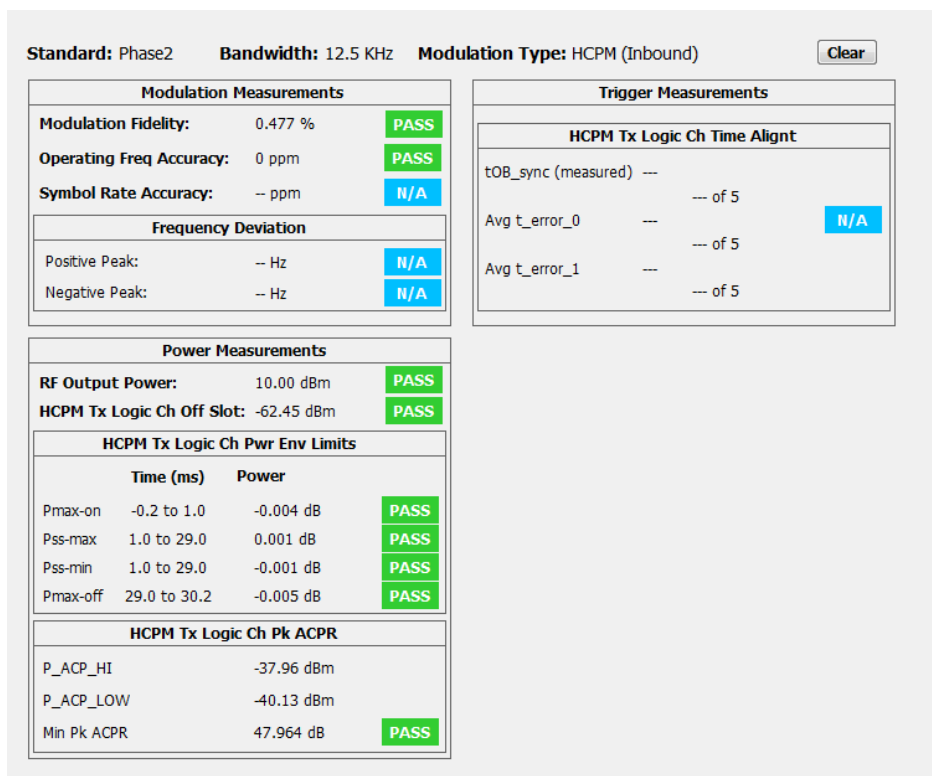 Standard: Phase2 Bandwidth: 12.5 KHz Modulation Type: HCPM (Inbound) Clear
Modulation Measurements
Modulation Fidelity: 0.477 % PASS
Operating Freq Accuracy: 0 ppm PASS
Symbol Rate Accuracy: -- ppm N/A
Frequency Deviation
Positive Peak: -- Hz N/A
Negative Peak: -- Hz N/A
Trigger Measurements
HCPM Tx Logic Ch Time Alignt
tOB_sync (measured) ---
--- of 5
Avg t_error_0 --- N/A
--- of 5
Avg t_error_1 ---
--- of 5
Power Measurements
RF Output Power: 10.00 dBm PASS
HCPM Tx Logic Ch Off Slot: -62.45 dBm PASS
HCPM Tx Logic Ch Pwr Env Limits
Time (ms) Power
Pmax-on -0.2 to 1.0 -0.004 dB PASS
Pss-max 1.0 to 29.0 0.001 dB PASS
Pss-min 1.0 to 29.0 -0.001 dB PASS
Pmax-off 29.0 to 30.2 -0.005 dB PASS
HCPM Tx Logic Ch Pk ACPR
P_ACP_HI -37.96 dBm
P_ACP_LOW -40.13 dBm
Min Pk ACPR 47.964 dB PASS